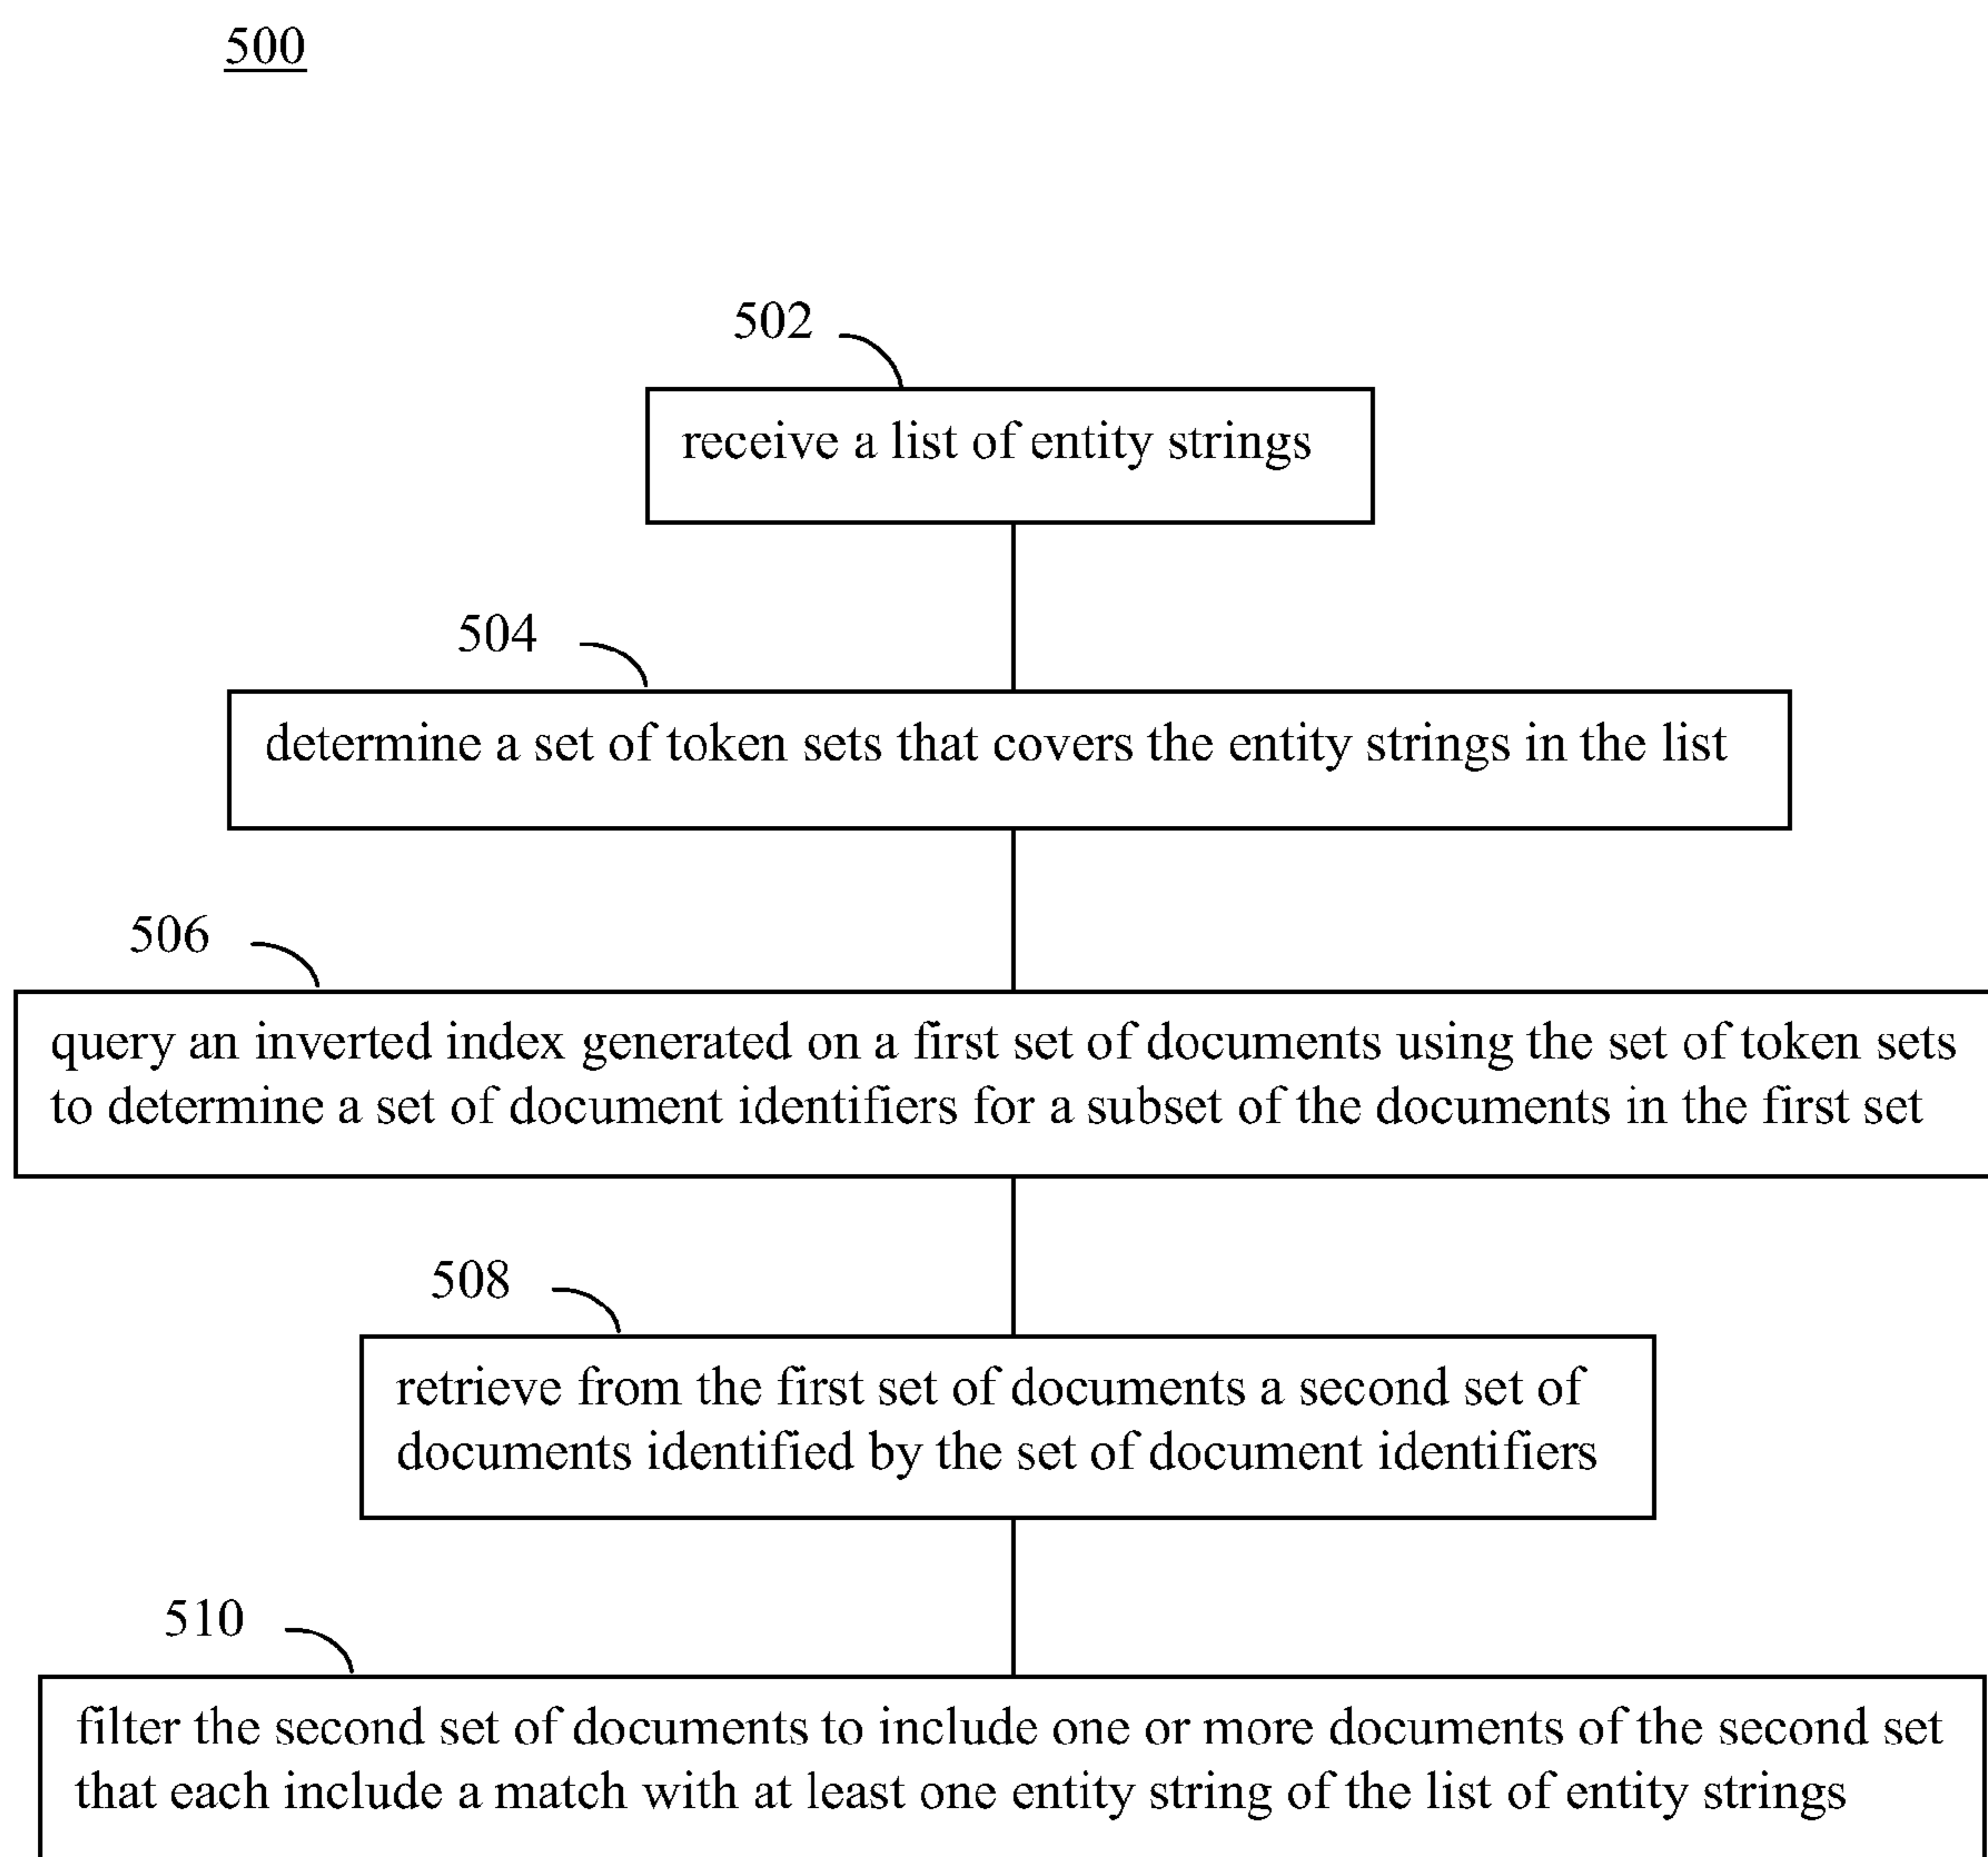 500
502
receive a list of entity strings
504
determine a set of token sets that covers the entity strings in the list
506
query an inverted index generated on a first set of documents using the set of token sets
to determine a set of document identifiers for a subset of the documents in the first set
508
retrieve from the first set of documents a second set of
documents identified by the set of document identifiers
510
filter the second set of documents to include one or more documents of the second set
that each include a match with at least one entity string of the list of entity strings